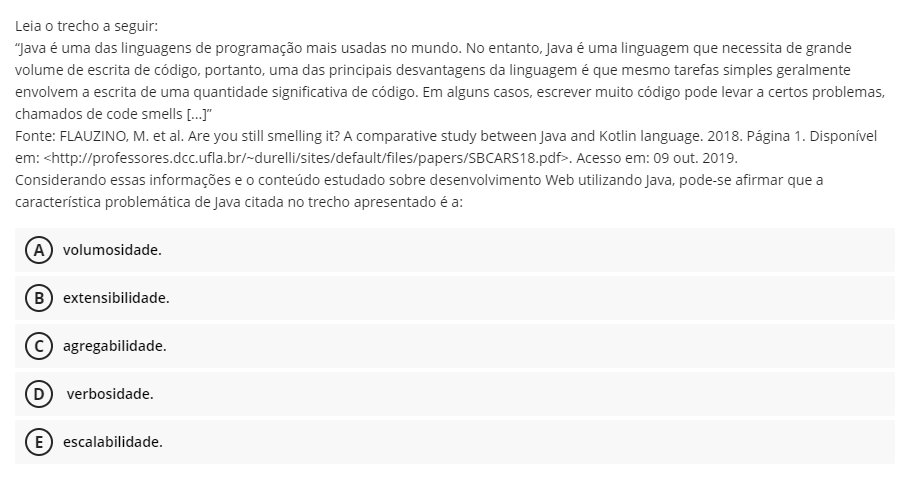 Leia o trecho a seguir:
“Java é uma das linguagens de programação mais usadas no mundo. No entanto, Java é uma linguagem que necessita de grande
volume de escrita de código, portanto, uma das principais desvantagens da linguagem é que mesmo tarefas simples geralmente
envolvem a escrita de uma quantidade significativa de código. Em alguns casos, escrever muito código pode levar a certos problemas,
chamados de code smells [...]”
Fonte: FLAUZINO, M. et al. Are you still smelling it? A comparative study between Java and Kotlin language. 2018. Página 1. Disponível
em: <http://professores.dcc.ufla.br/~durelli/sites/default/files/papers/SBCARS18.pdf>. Acesso em: 09 out. 2019.
Considerando essas informações e o conteúdo estudado sobre desenvolvimento Web utilizando Java, pode-se afirmar que a
característica problemática de Java citada no trecho apresentado é a:
A volumosidade.
B extensibilidade.
C agregabilidade.
D verbosidade.
E escalabilidade.